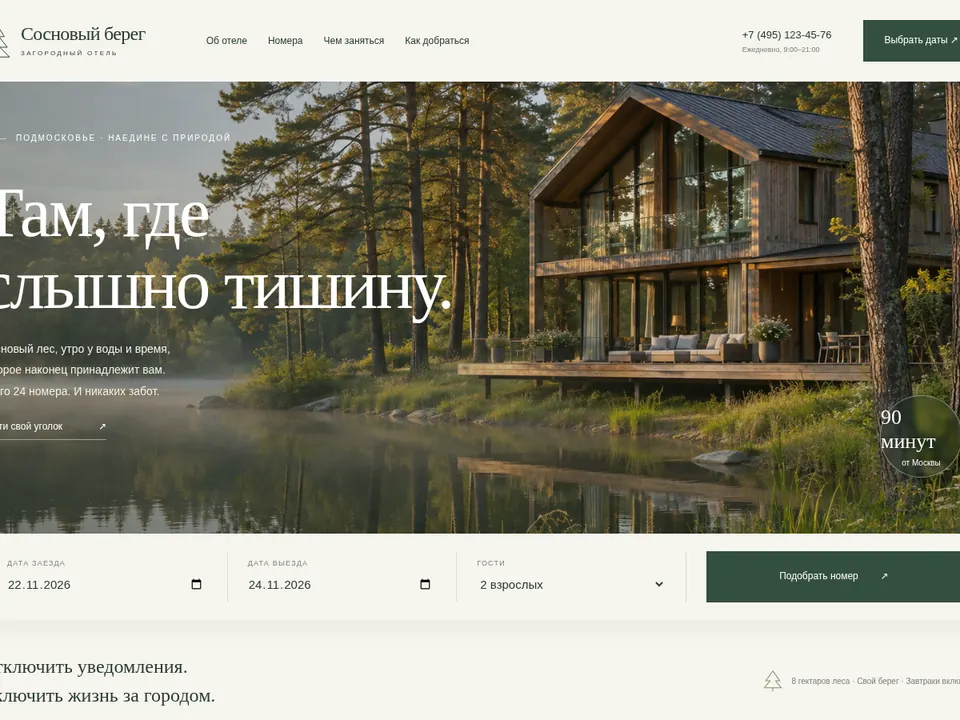 Сосновый берег
ЗАГОРОДНЫЙ ОТЕЛЬ
Об отеле Номера Чем заняться Как добраться
+7 (495) 123-45-76
Ежедневно, 9:00–21:00
Выбрать даты ↗
ПОДМОСКОВЬЕ · НАЕДИНЕ С ПРИРОДОЙ
Там, где
слышно тишину.
новый лес, утро у воды и время,
орое наконец принадлежит вам.
го 24 номера. И никаких забот.
ти свой уголок ↗
90
минут
от Москвы
ДАТА ЗАЕЗДА
22.11.2026
ДАТА ВЫЕЗДА
24.11.2026
ГОСТИ
2 взрослых
Подобрать номер ↗
тключить уведомления.
ключить жизнь за городом.
8 гектаров леса · Свой берег · Завтраки вклю